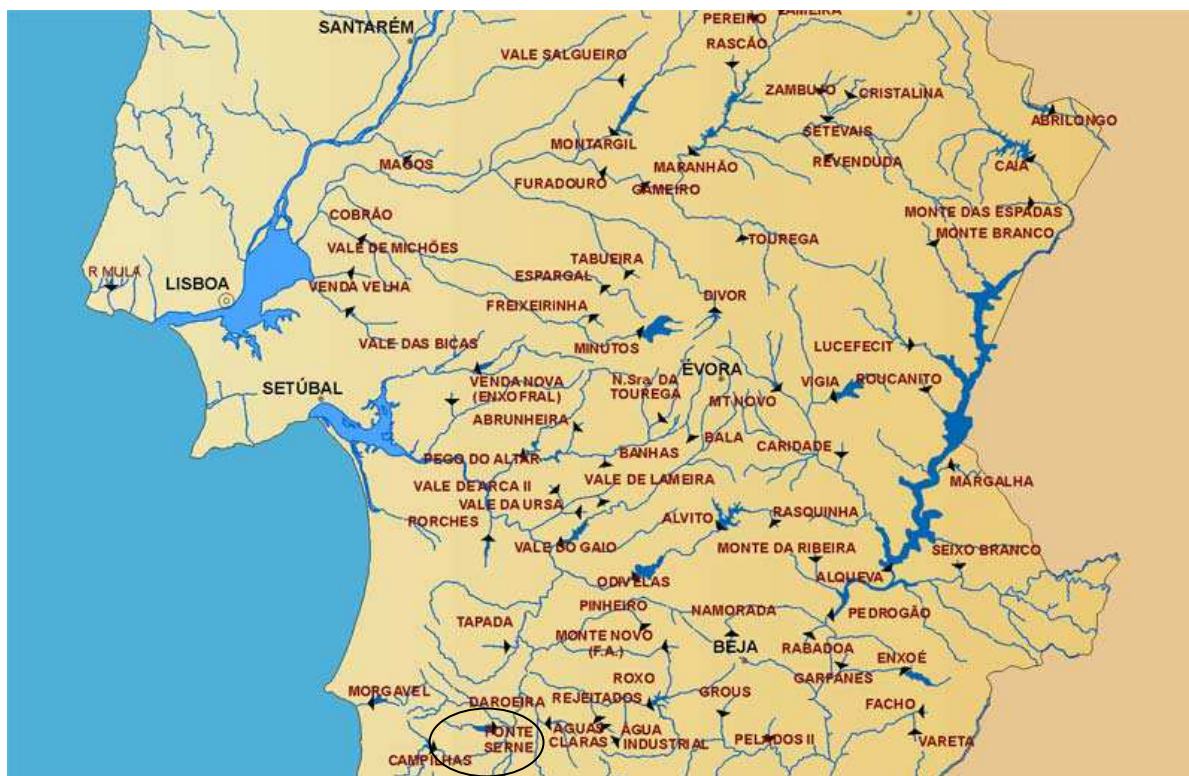 PEREIRO
SANTARÉM
RASCÃO
VALE SALGUEIRO
ZAMBUJO
CRISTALINA
ABRILONGO
SETEVAIS
MONTARGIL
MAGOS
MARANHÃO
REVENDUDA
CAIA
FURADOURO
GAMEIRO
COBRÃO
MONTE DAS ESPADAS
TOUREGA
MONTE BRANCO
VALE DE MICHÕES
TABUEIRA
R MULA
ESPARGAL
LISBOA
VENDA VELHA
DIVOR
FREIXEIRINHA
VALE DAS BICAS
MINUTOS
LUCEFECIT
ÉVORA
SETÚBAL
VENDA NOVA
(ENXOFRAL)
N.Sra. DA
TOUREGA
VIGIA
ROUCANITO
MT NOVO
ABRUNHEIRA
BALA
CARIDADE
PEGO DO ALTAR
BANHAS
VALE DE ARCA II
VALE DE LAMEIRA
MARGALHA
VALE DA URSA
PORCHES
ALVITO
RASQUINHA
VALE DO GAIO
MONTE DA RIBEIRA
SEIXO BRANCO
ODIVELAS
ALQUEVA
PINHEIRO
NAMORADA
PEDROGÃO
TAPADA
MONTE NOVO
(F.A.)
BEJA
RABADOA
ENXOÉ
GARFANES
ROXO
MORGAVEL
DAROEIRA
REJEITADOS
GROUS
FACHO
FONTE
SERNE
AGUAS
CLARAS
AGUA
INDUSTRIAL
PELADOS II
VARETA
CAMPILHAS